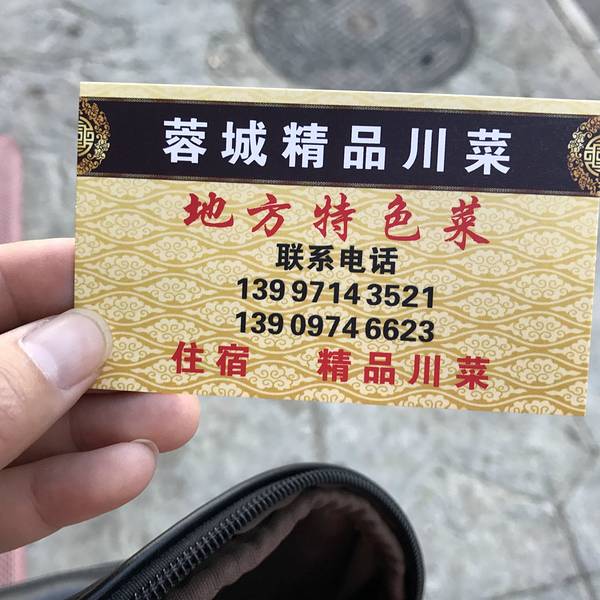 蓉城精品川菜
地方特色菜
联系电话
139 9714 3521
139 0974 6623
住宿 精品川菜